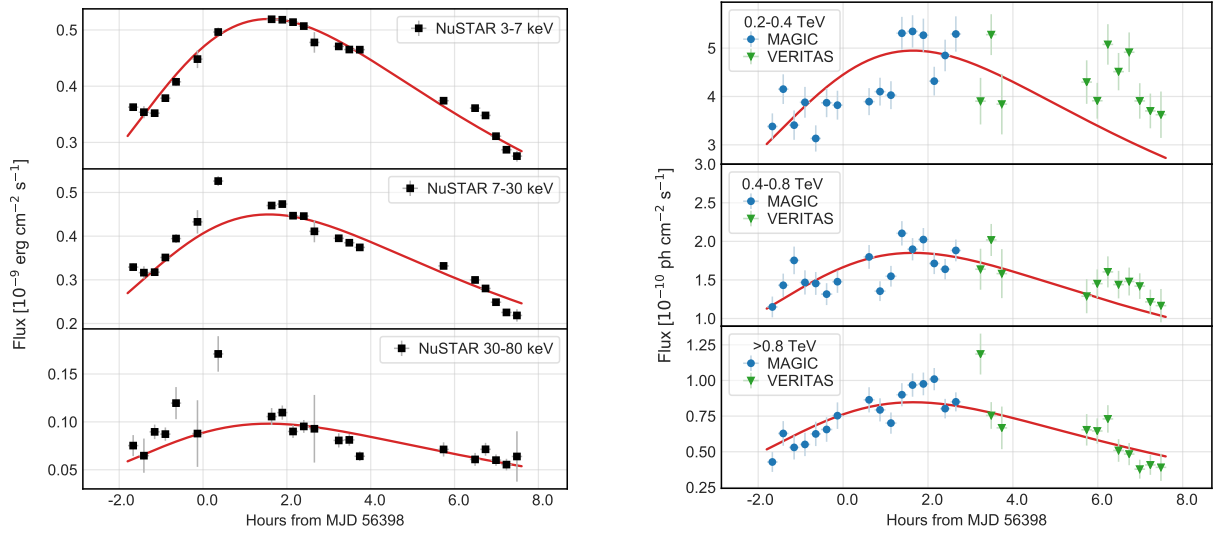 Flux [10⁻⁹ erg cm⁻² s⁻¹]
0.5
0.4
0.3
NuSTAR 3-7 keV
0.5
0.4
0.3
0.2
NuSTAR 7-30 keV
0.15
0.10
0.05
NuSTAR 30-80 keV
-2.0 0.0 2.0 4.0 6.0 8.0
Hours from MJD 56398
Flux [10⁻¹⁰ ph cm⁻² s⁻¹]
5
4
3
0.2-0.4 TeV
MAGIC
VERITAS
3.0
2.5
2.0
1.5
1.0
0.4-0.8 TeV
MAGIC
VERITAS
1.25
1.00
0.75
0.50
0.25
>0.8 TeV
MAGIC
VERITAS
-2.0 0.0 2.0 4.0 6.0 8.0
Hours from MJD 56398